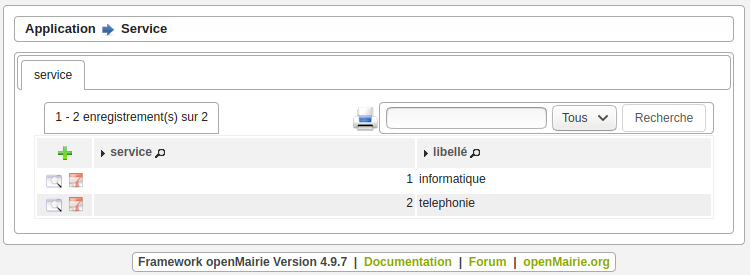 Application Service
service
1 - 2 enregistrement(s) sur 2 Tous Recherche
service libellé
1 informatique
2 telephonie
Framework openMairie Version 4.9.7 | Documentation | Forum | openMairie.org